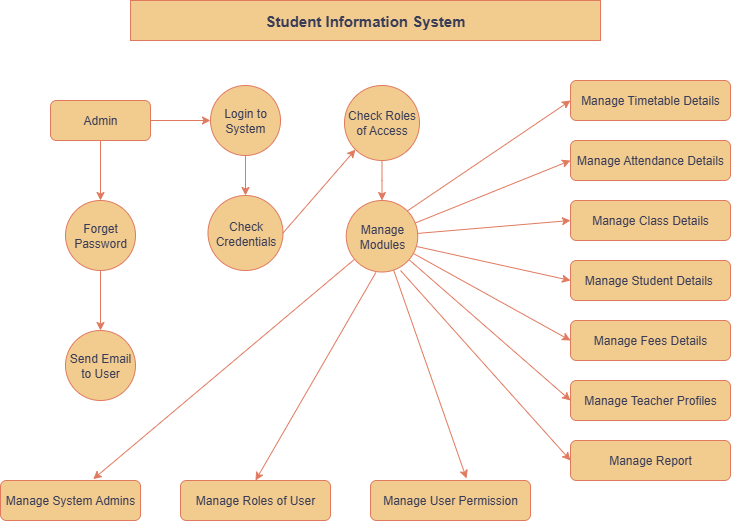 Student Information System
Admin
Login to
System
Check Roles
of Access
Manage Timetable Details
Manage Attendance Details
Forget
Password
Check
Credentials
Manage
Modules
Manage Class Details
Manage Student Details
Send Email
to User
Manage Fees Details
Manage Teacher Profiles
Manage Report
Manage System Admins
Manage Roles of User
Manage User Permission